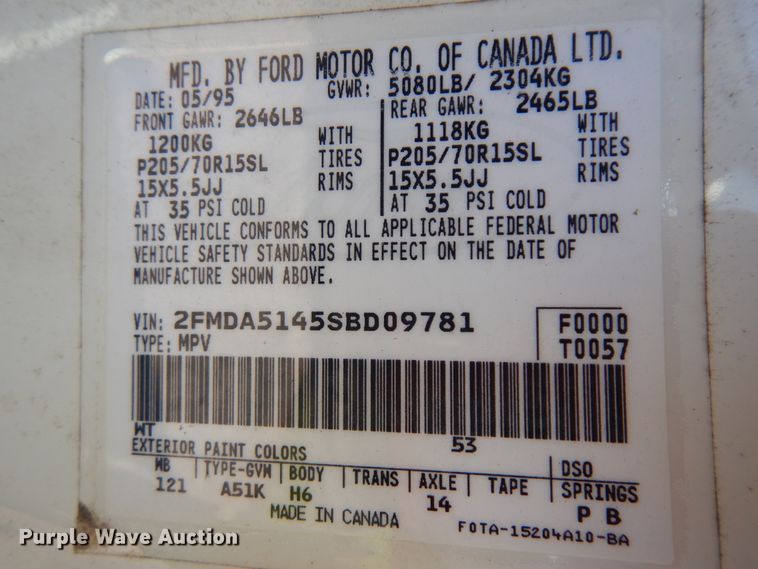 MFD. BY FORD MOTOR CO. OF CANADA LTD.
DATE: 05/95 GVWR: 5080LB/ 2304KG
FRONT GAWR: 2646LB REAR GAWR: 2465LB
1200KG WITH 1118KG WITH
P205/70R15SL TIRES P205/70R15SL TIRES
15X5.5JJ RIMS 15X5.5JJ RIMS
AT 35 PSI COLD AT 35 PSI COLD
THIS VEHICLE CONFORMS TO ALL APPLICABLE FEDERAL MOTOR
VEHICLE SAFETY STANDARDS IN EFFECT ON THE DATE OF
MANUFACTURE SHOWN ABOVE.
VIN: 2FMDA5145SBD09781 F0000
TYPE: MPV T0057
WT 53
EXTERIOR PAINT COLORS DSO
WB TYPE-GVW BODY TRANS AXLE TAPE SPRINGS
121 A51K H6 14 P B
MADE IN CANADA F0TA-15204A10-BA
Purple Wave Auction